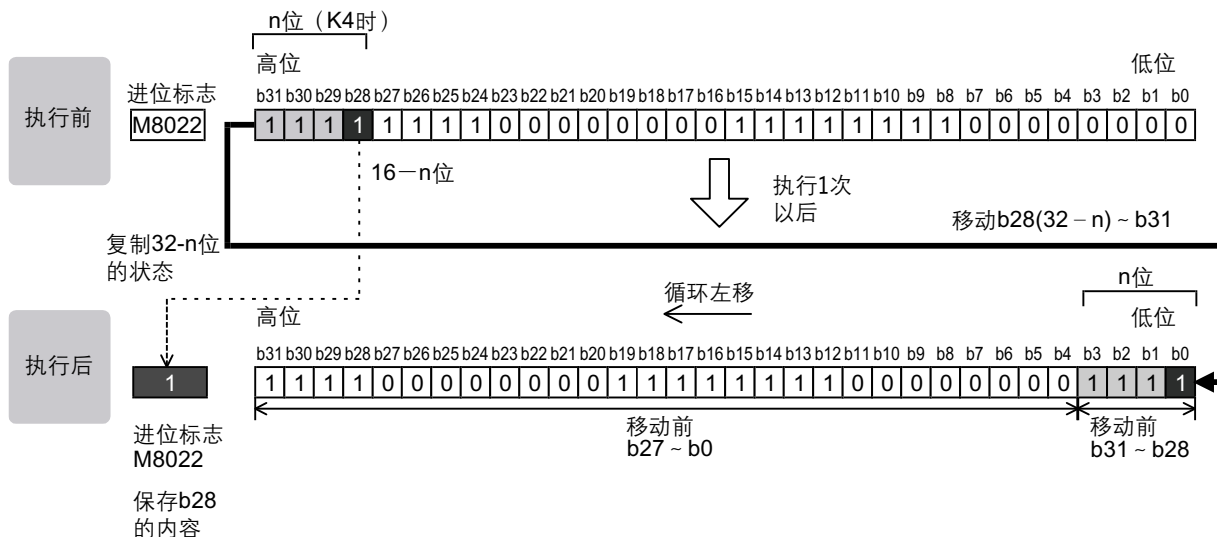 n位（K4时）
高位 低位
执行前
进位标志
b31 b30 b29 b28 b27 b26 b25 b24 b23 b22 b21 b20 b19 b18 b17 b16 b15 b14 b13 b12 b11 b10 b9 b8 b7 b6 b5 b4 b3 b2 b1 b0
M8022 1 1 1 1 1 1 1 1 0 0 0 0 0 0 0 0 1 1 1 1 1 1 1 1 0 0 0 0 0 0 0 0
16－n位
执行1次
以后
移动b28(32－n) ~ b31
复制32-n位
的状态
n位
循环左移
高位 低位
执行后
b31 b30 b29 b28 b27 b26 b25 b24 b23 b22 b21 b20 b19 b18 b17 b16 b15 b14 b13 b12 b11 b10 b9 b8 b7 b6 b5 b4 b3 b2 b1 b0
1 1 1 1 1 0 0 0 0 0 0 0 0 1 1 1 1 1 1 1 1 0 0 0 0 0 0 0 0 1 1 1 1
移动前
b27 ~ b0
移动前
b31 ~ b28
进位标志
M8022
保存b28
的内容